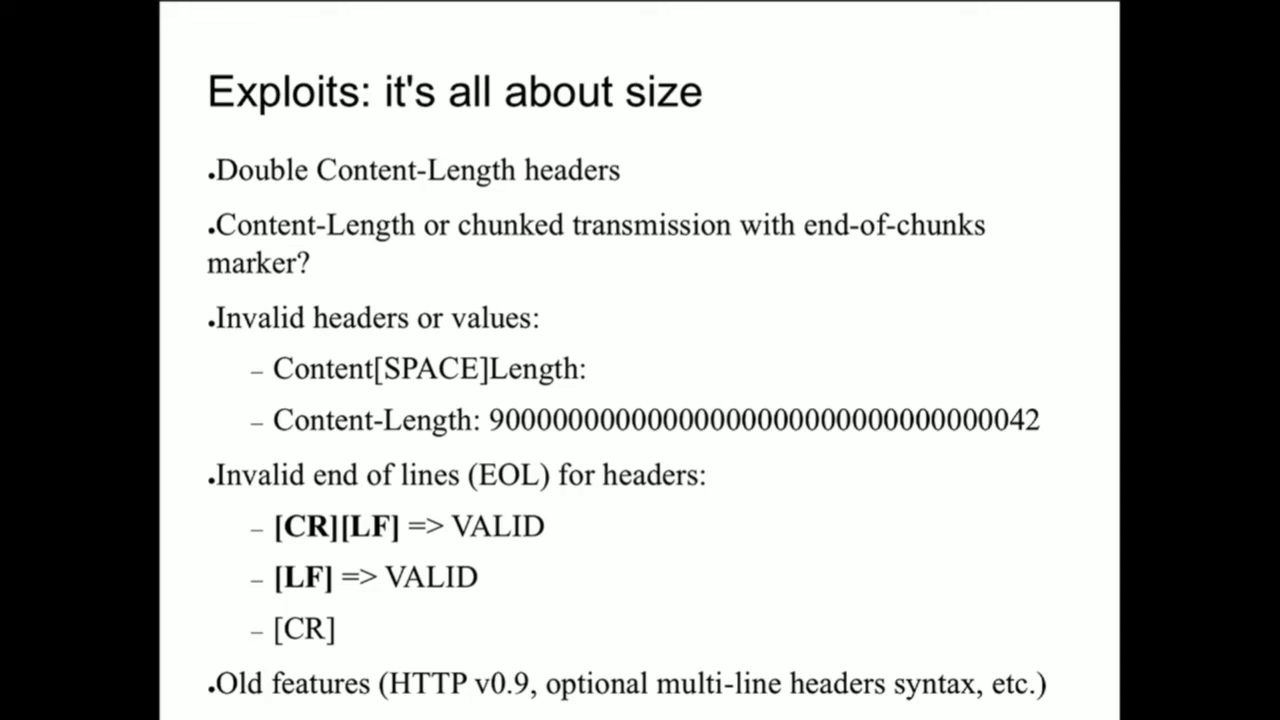 Exploits: it's all about size
●Double Content-Length headers
●Content-Length or chunked transmission with end-of-chunks
marker?
●Invalid headers or values:
– Content[SPACE]Length:
– Content-Length: 9000000000000000000000000000000000042
●Invalid end of lines (EOL) for headers:
– [CR][LF] => VALID
– [LF] => VALID
– [CR]
●Old features (HTTP v0.9, optional multi-line headers syntax, etc.)